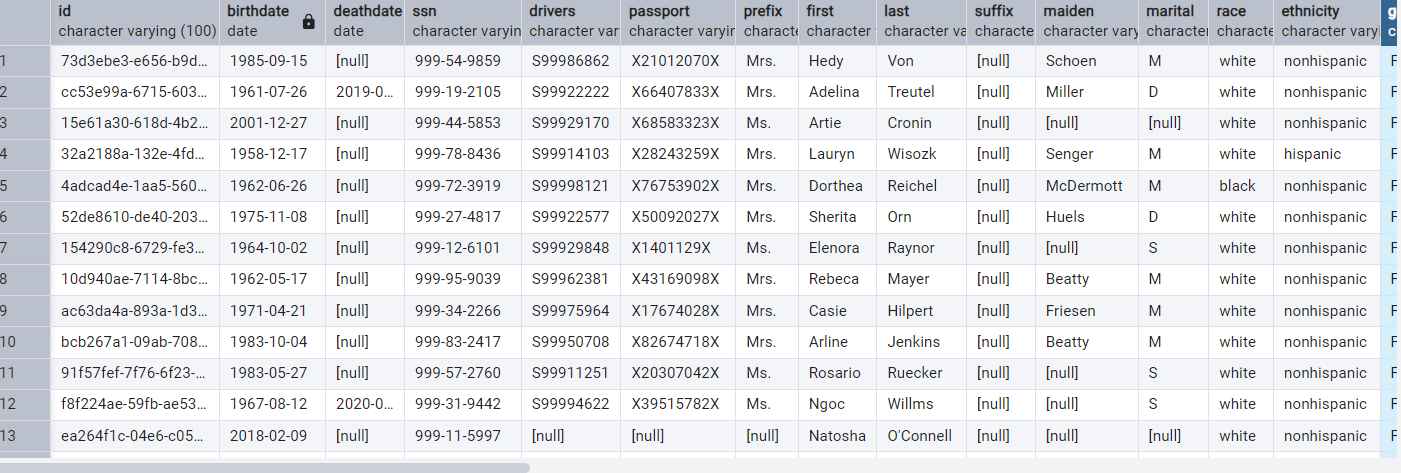 id birthdate deathdate ssn drivers passport prefix first last suffix maiden marital race ethnicity g
character varying (100) date date character varyin character var character varyin characte character character va characte character vary character characte character varyi c
1 73d3ebe3-e656-b9d... 1985-09-15 [null] 999-54-9859 S99986862 X21012070X Mrs. Hedy Von [null] Schoen M white nonhispanic F
2 cc53e99a-6715-603... 1961-07-26 2019-0... 999-19-2105 S99922222 X66407833X Mrs. Adelina Treutel [null] Miller D white nonhispanic F
3 15e61a30-618d-4b2... 2001-12-27 [null] 999-44-5853 S99929170 X68583323X Ms. Artie Cronin [null] [null] [null] white nonhispanic F
4 32a2188a-132e-4fd... 1958-12-17 [null] 999-78-8436 S99914103 X28243259X Mrs. Lauryn Wisozk [null] Senger M white hispanic F
5 4adcad4e-1aa5-560... 1962-06-26 [null] 999-72-3919 S99998121 X76753902X Mrs. Dorthea Reichel [null] McDermott M black nonhispanic F
6 52de8610-de40-203... 1975-11-08 [null] 999-27-4817 S99922577 X50092027X Mrs. Sherita Orn [null] Huels D white nonhispanic F
7 154290c8-6729-fe3... 1964-10-02 [null] 999-12-6101 S99929848 X1401129X Ms. Elenora Raynor [null] [null] S white nonhispanic F
8 10d940ae-7114-8bc... 1962-05-17 [null] 999-95-9039 S99962381 X43169098X Mrs. Rebeca Mayer [null] Beatty M white nonhispanic F
9 ac63da4a-893a-1d3... 1971-04-21 [null] 999-34-2266 S99975964 X17674028X Mrs. Casie Hilpert [null] Friesen M white nonhispanic F
10 bcb267a1-09ab-708... 1983-10-04 [null] 999-83-2417 S99950708 X82674718X Mrs. Arline Jenkins [null] Beatty M white nonhispanic F
11 91f57fef-7f76-6f23-... 1983-05-27 [null] 999-57-2760 S99911251 X20307042X Ms. Rosario Ruecker [null] [null] S white nonhispanic F
12 f8f224ae-59fb-ae53... 1967-08-12 2020-0... 999-31-9442 S99994622 X39515782X Ms. Ngoc Willms [null] [null] S white nonhispanic F
13 ea264f1c-04e6-c05... 2018-02-09 [null] 999-11-5997 [null] [null] [null] Natosha O'Connell [null] [null] [null] white nonhispanic F